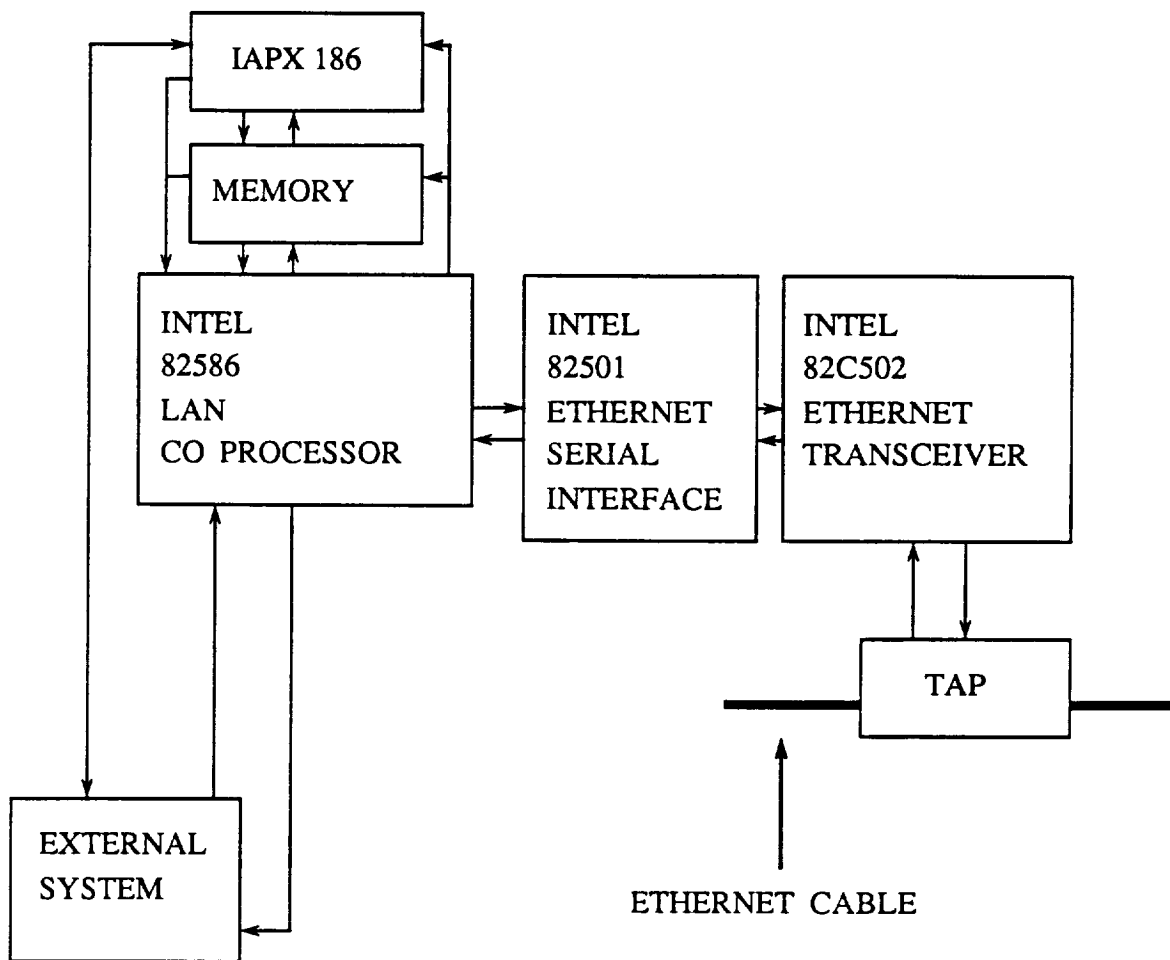 IAPX 186
MEMORY
INTEL
82586
LAN
CO PROCESSOR
INTEL
82501
ETHERNET
SERIAL
INTERFACE
INTEL
82C502
ETHERNET
TRANSCEIVER
TAP
EXTERNAL
SYSTEM
ETHERNET CABLE